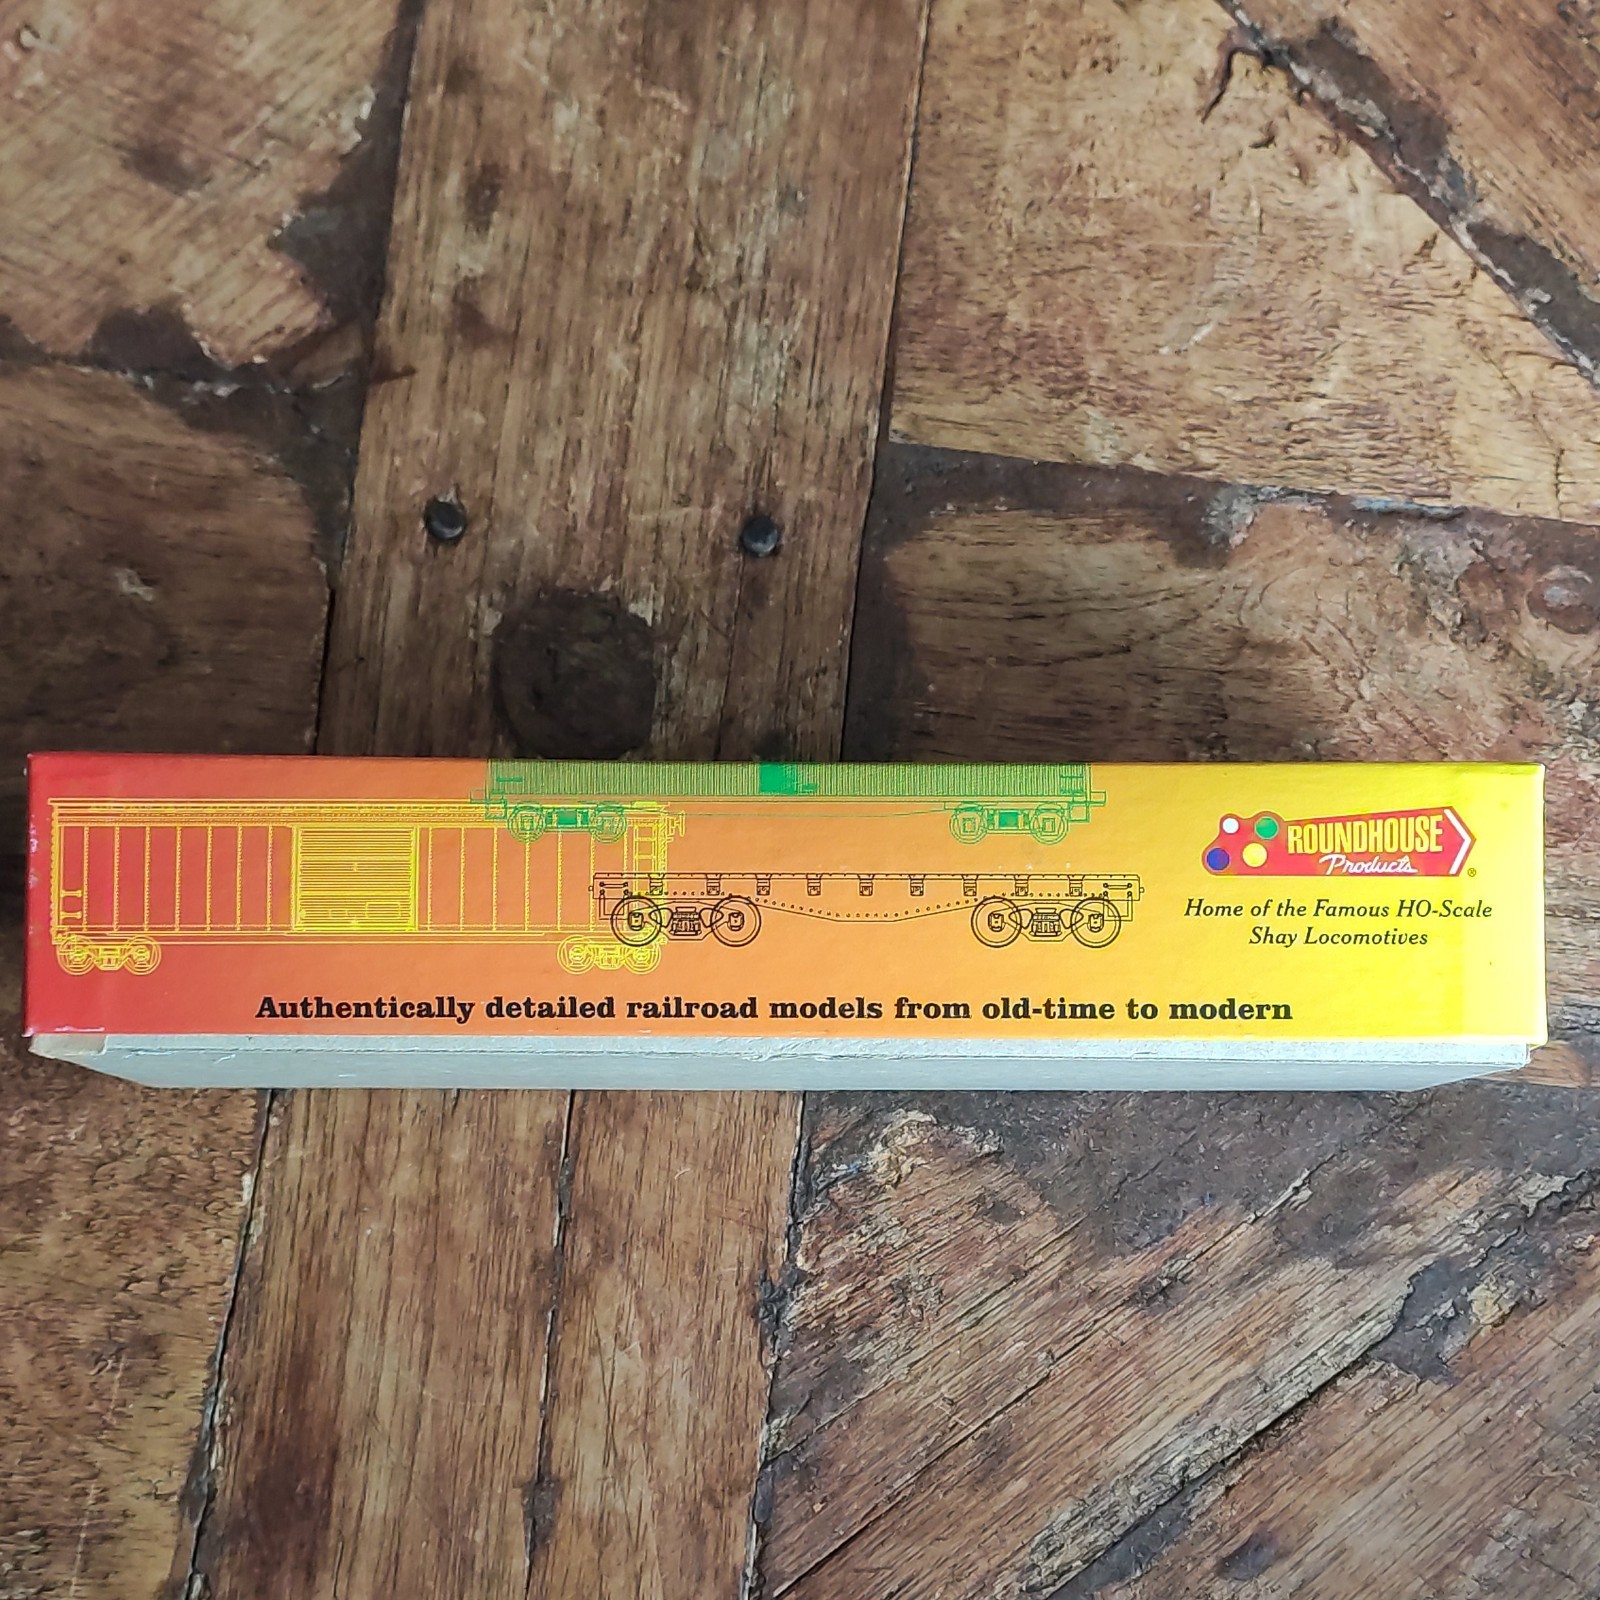 ROUNDHOUSE
Products
®
Home of the Famous HO-Scale
Shay Locomotives
Authentically detailed railroad models from old-time to modern